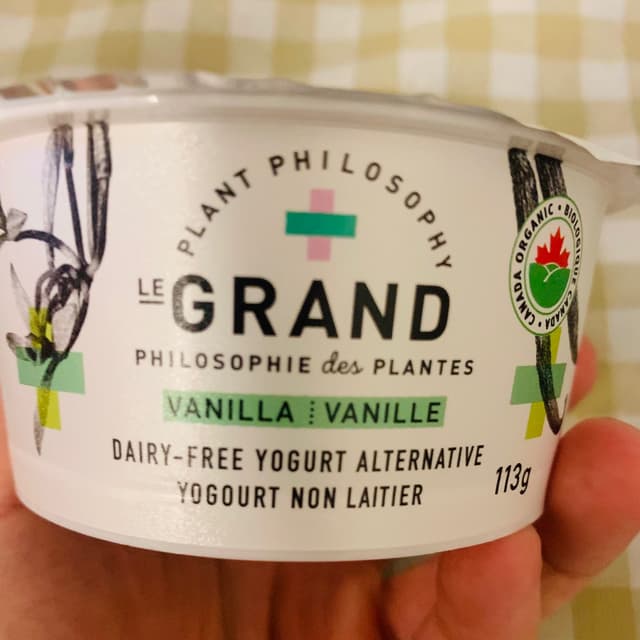 PLANT PHILOSOPHY
LE GRAND
PHILOSOPHIE des PLANTES
VANILLA VANILLE
DAIRY-FREE YOGURT ALTERNATIVE
YOGOURT NON LAITIER
113g
CANADA ORGANIC • BIOLOGIQUE CANADA •